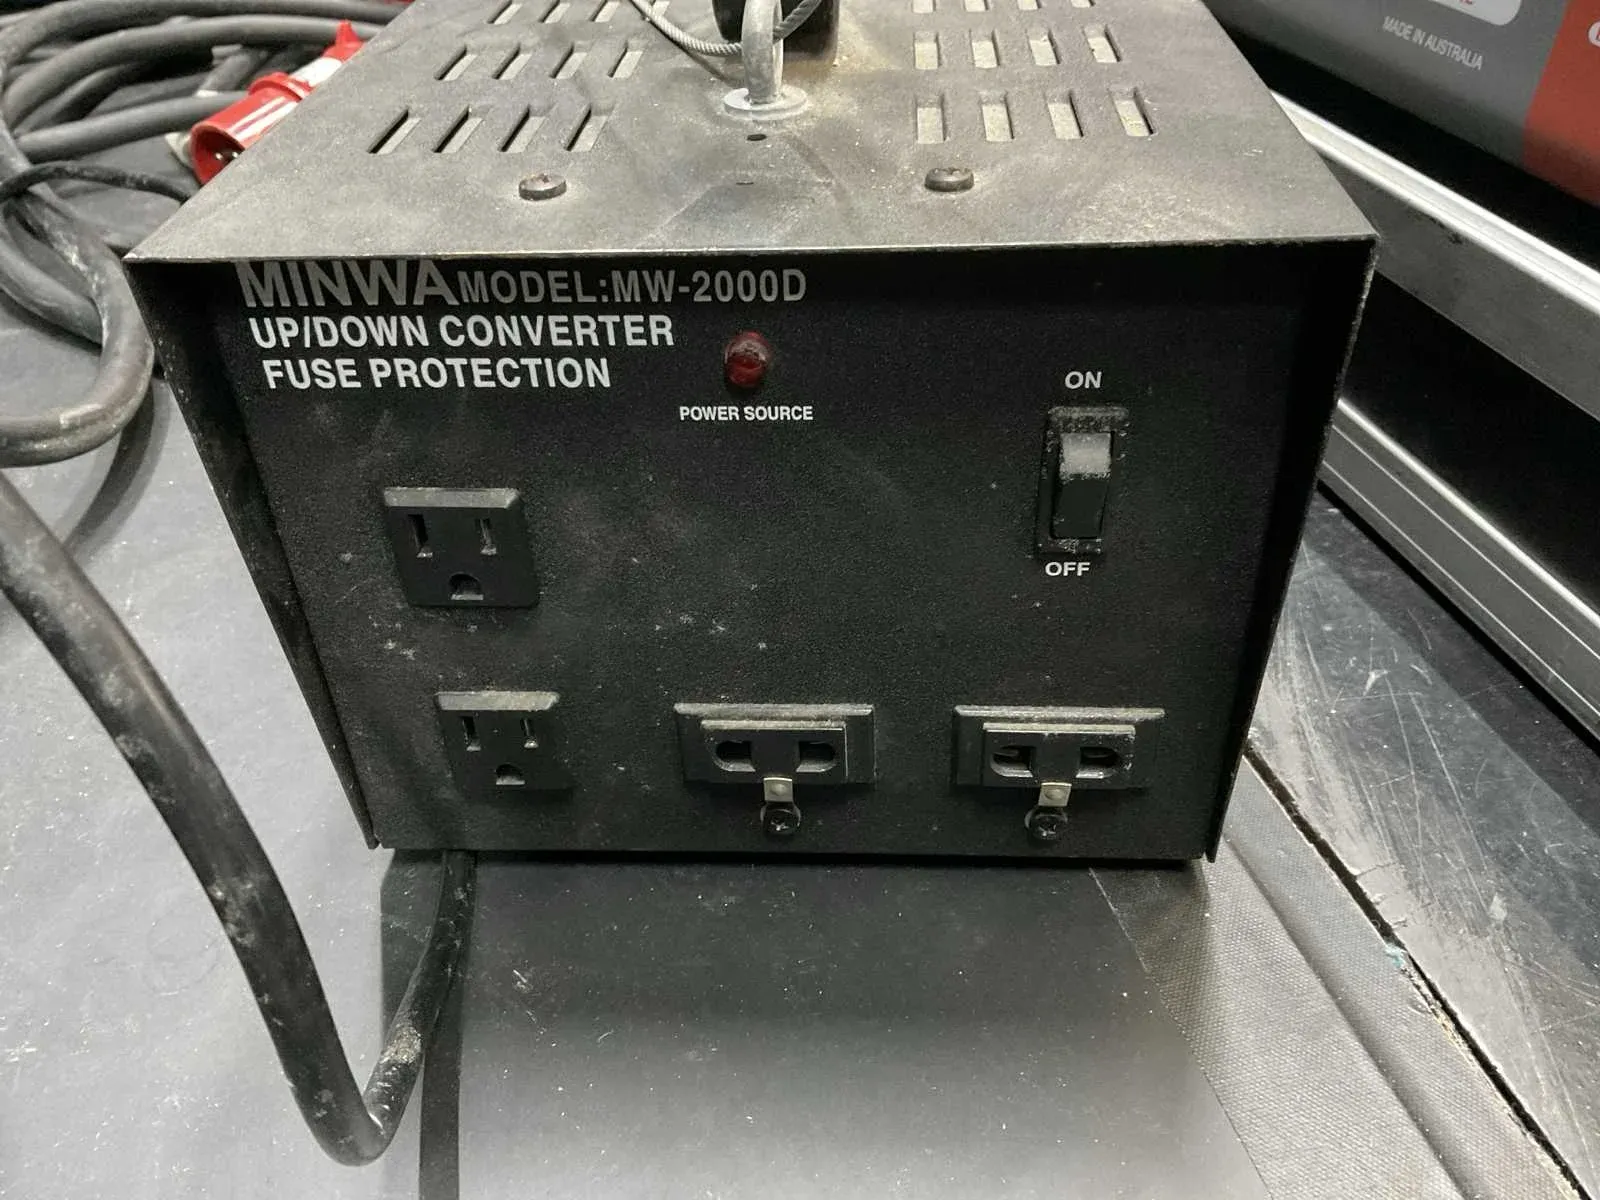 MADE IN AUSTRALIA
MINWA MODEL:MW-2000D
UP/DOWN CONVERTER
FUSE PROTECTION
POWER SOURCE
ON
OFF